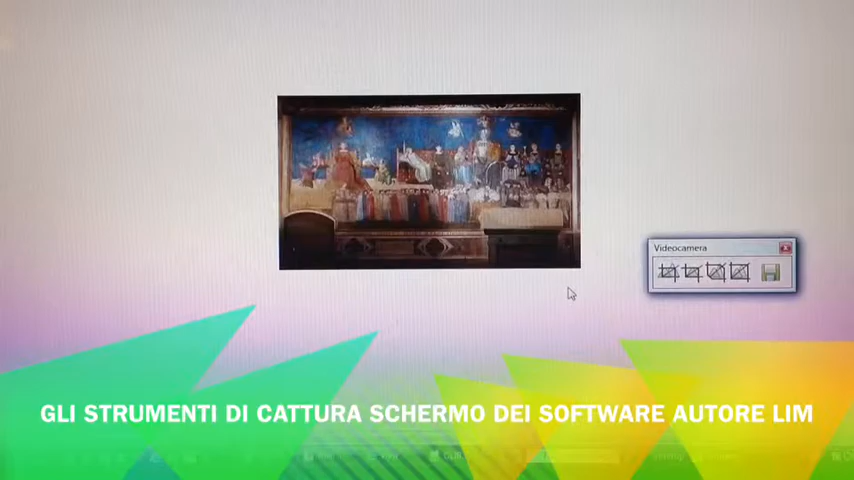 Videocamera
GLI STRUMENTI DI CATTURA SCHERMO DEI SOFTWARE AUTORE LIM